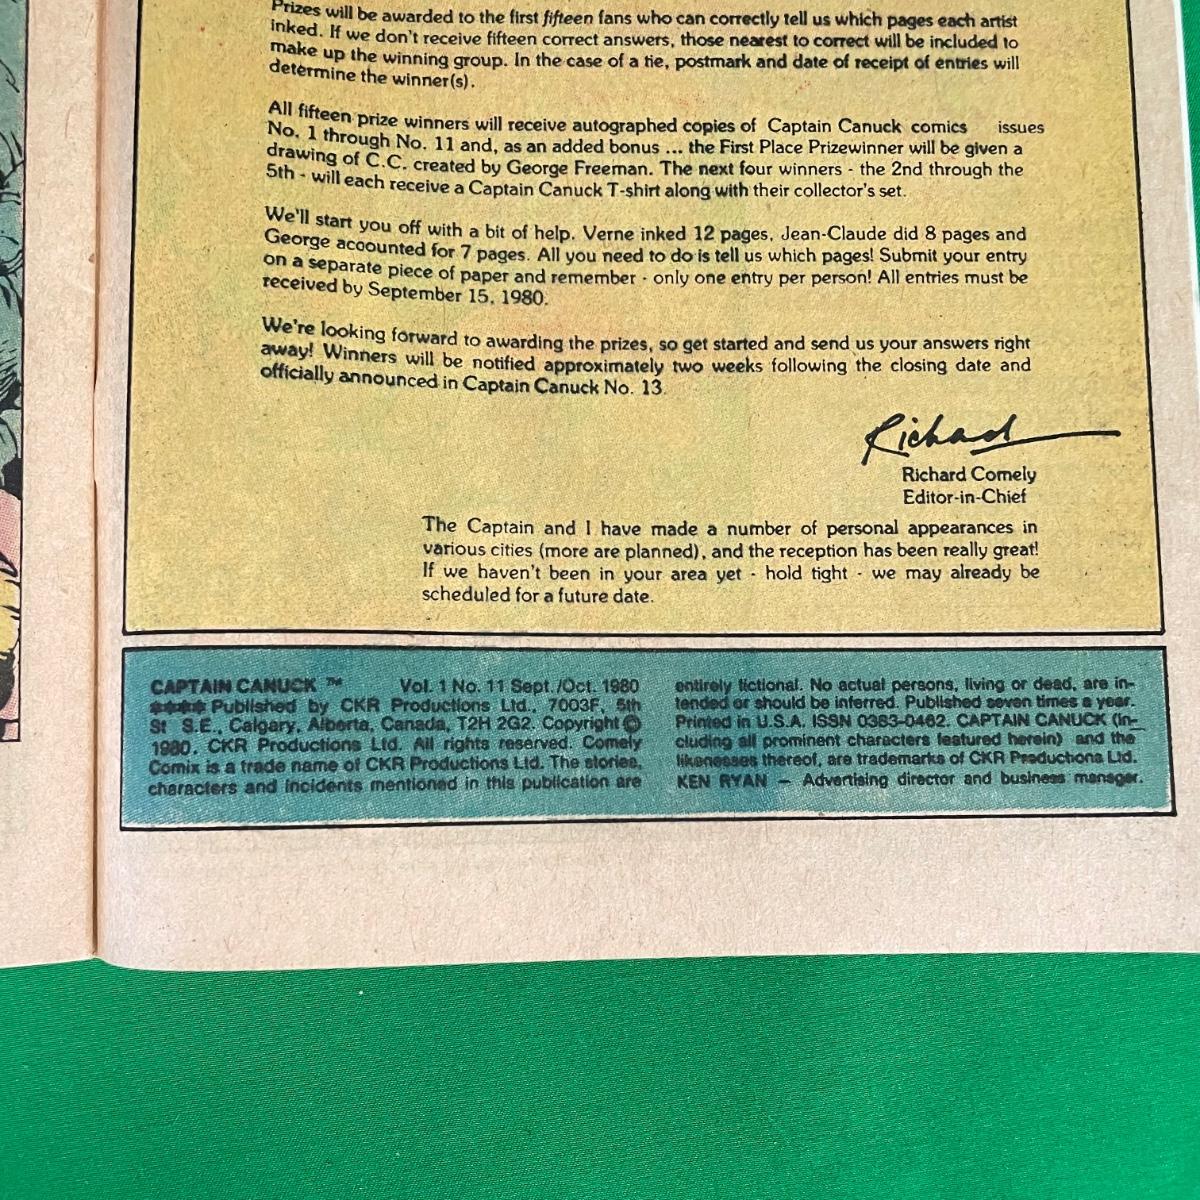 Prizes will be awarded to the first fifteen fans who can correctly tell us which pages each artist
inked. If we don't receive fifteen correct answers, those nearest to correct will be included to
make up the winning group. In the case of a tie, postmark and date of receipt of entries will
determine the winner(s).
All fifteen prize winners will receive autographed copies of Captain Canuck comics issues
No. 1 through No. 11 and, as an added bonus ... the First Place Prizewinner will be given a
drawing of C.C. created by George Freeman. The next four winners - the 2nd through the
5th - will each receive a Captain Canuck T-shirt along with their collector's set.
We'll start you off with a bit of help. Verne inked 12 pages, Jean-Claude did 8 pages and
George accounted for 7 pages. All you need to do is tell us which pages! Submit your entry
on a separate piece of paper and remember - only one entry per person! All entries must be
received by September 15, 1980.
We're looking forward to awarding the prizes, so get started and send us your answers right
away! Winners will be notified approximately two weeks following the closing date and
officially announced in Captain Canuck No. 13.
Richard
Richard Comely
Editor-in-Chief
The Captain and I have made a number of personal appearances in
various cities (more are planned), and the reception has been really great!
If we haven't been in your area yet - hold tight - we may already be
scheduled for a future date.
CAPTAIN CANUCK ™ Vol. 1 No. 11 Sept./Oct. 1980
Published by CKR Productions Ltd., 7003F, 5th
St S.E., Calgary, Alberta, Canada, T2H 2G2. Copyright ©
1980. CKR Productions Ltd. All rights reserved. Comely
Comix is a trade name of CKR Productions Ltd. The stories,
characters and incidents mentioned in this publication are
entirely fictional. No actual persons, living or dead, are in-
tended or should be inferred. Published seven times a year.
Printed in U.S.A. ISSN 0383-0462. CAPTAIN CANUCK (in-
cluding all prominent characters featured herein) and the
likenesses thereof, are trademarks of CKR Productions Ltd.
KEN RYAN — Advertising director and business manager.